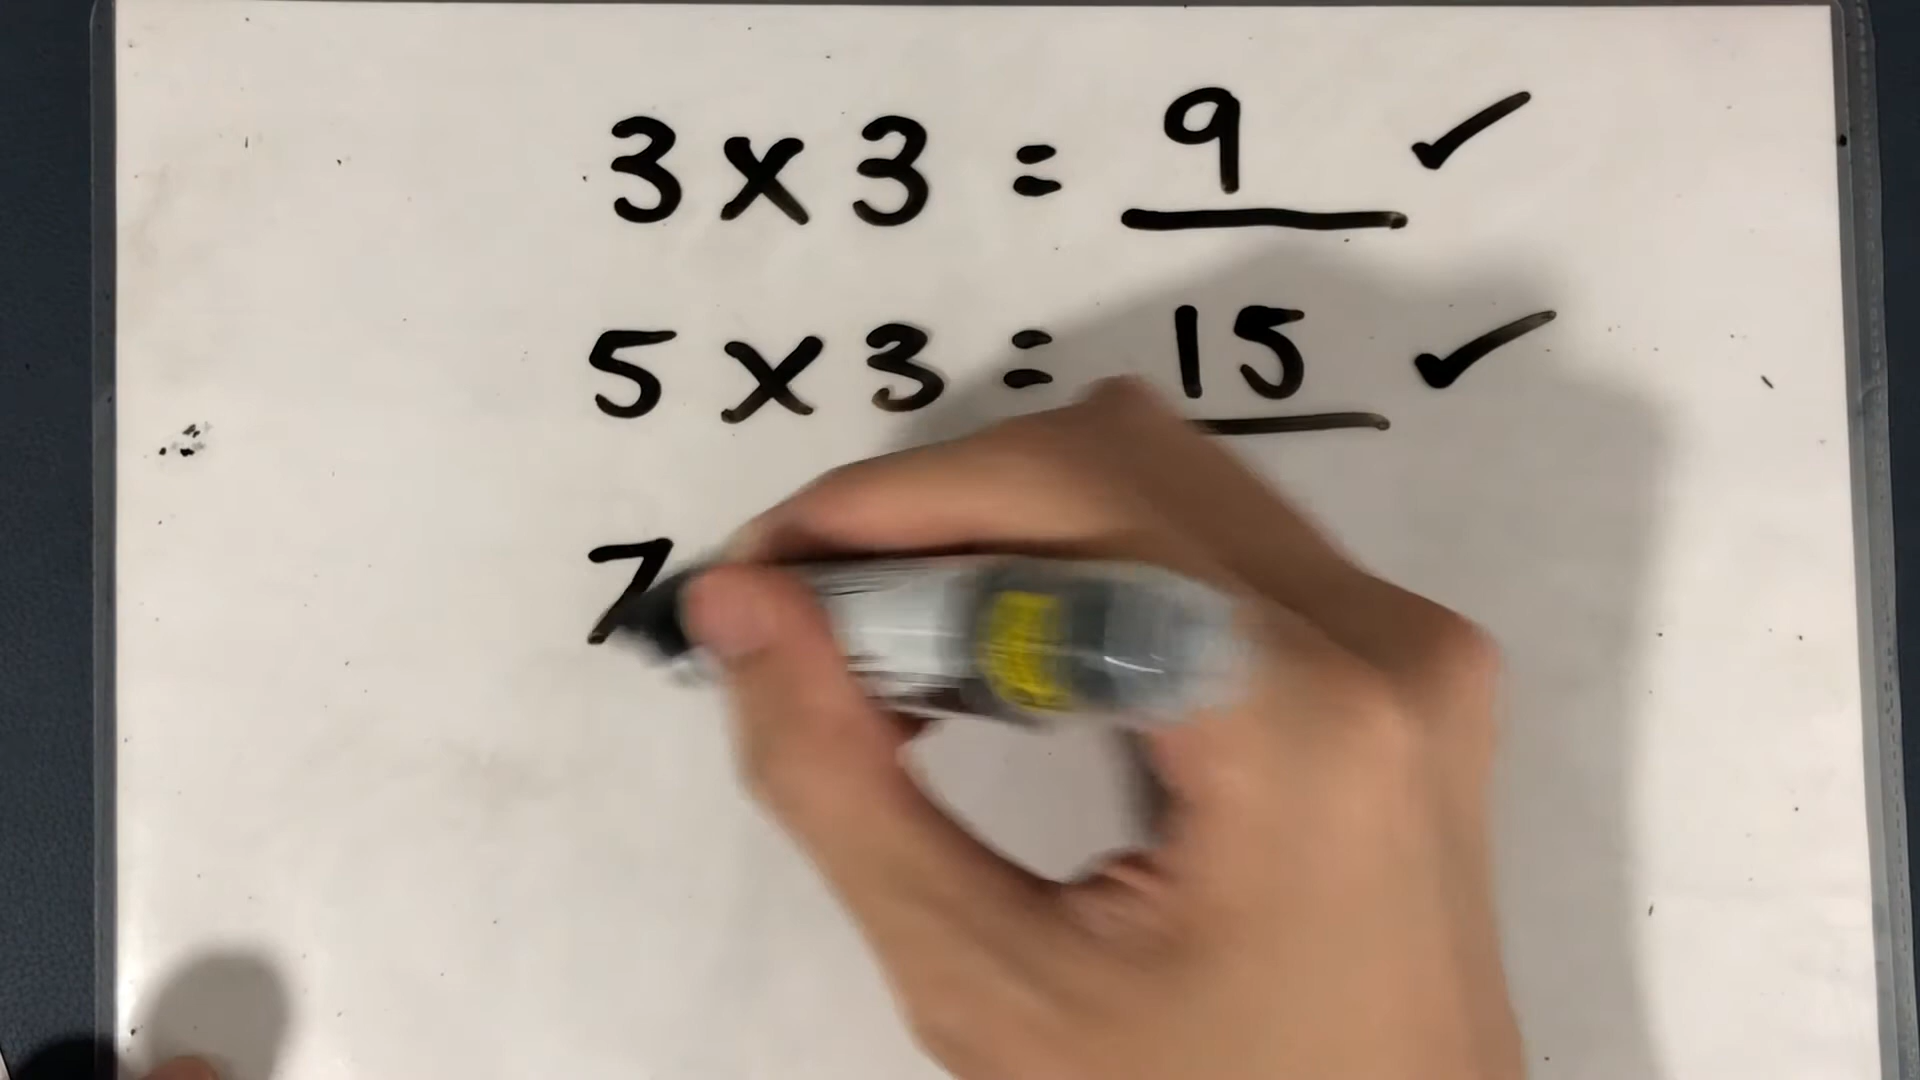 3 x 3 = 9 ✓
5 x 3 = 15 ✓
7